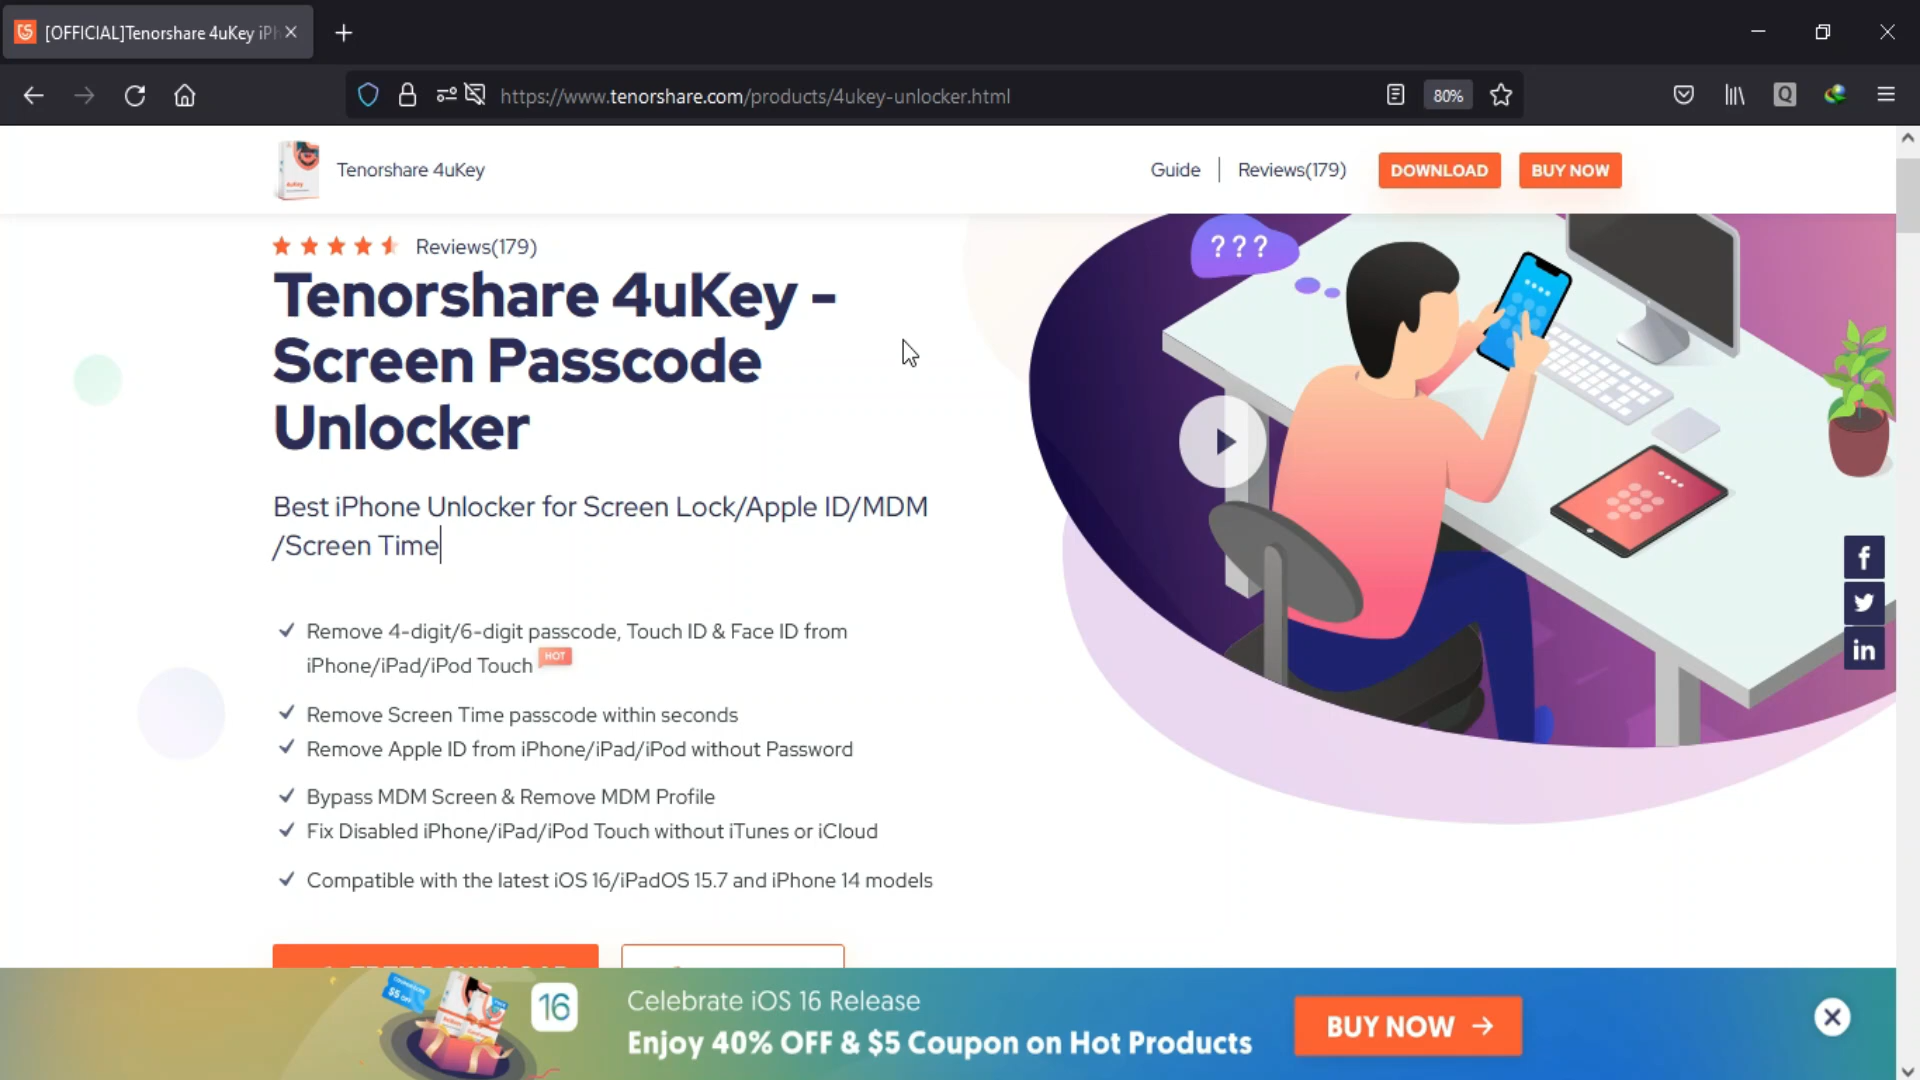 [OFFICIAL]Tenorshare 4uKey iPh
https://www.tenorshare.com/products/4ukey-unlocker.html
80%
Tenorshare 4uKey
Guide
Reviews(179)
DOWNLOAD
BUY NOW
Reviews(179)
Tenorshare 4uKey -
Screen Passcode
Unlocker
???
Best iPhone Unlocker for Screen Lock/Apple ID/MDM
/Screen Time
Remove 4-digit/6-digit passcode, Touch ID & Face ID from
iPhone/iPad/iPod Touch HOT
Remove Screen Time passcode within seconds
Remove Apple ID from iPhone/iPad/iPod without Password
Bypass MDM Screen & Remove MDM Profile
Fix Disabled iPhone/iPad/iPod Touch without iTunes or iCloud
Compatible with the latest iOS 16/iPadOS 15.7 and iPhone 14 models
$5 OFF
16
Celebrate iOS 16 Release
Enjoy 40% OFF & $5 Coupon on Hot Products
BUY NOW